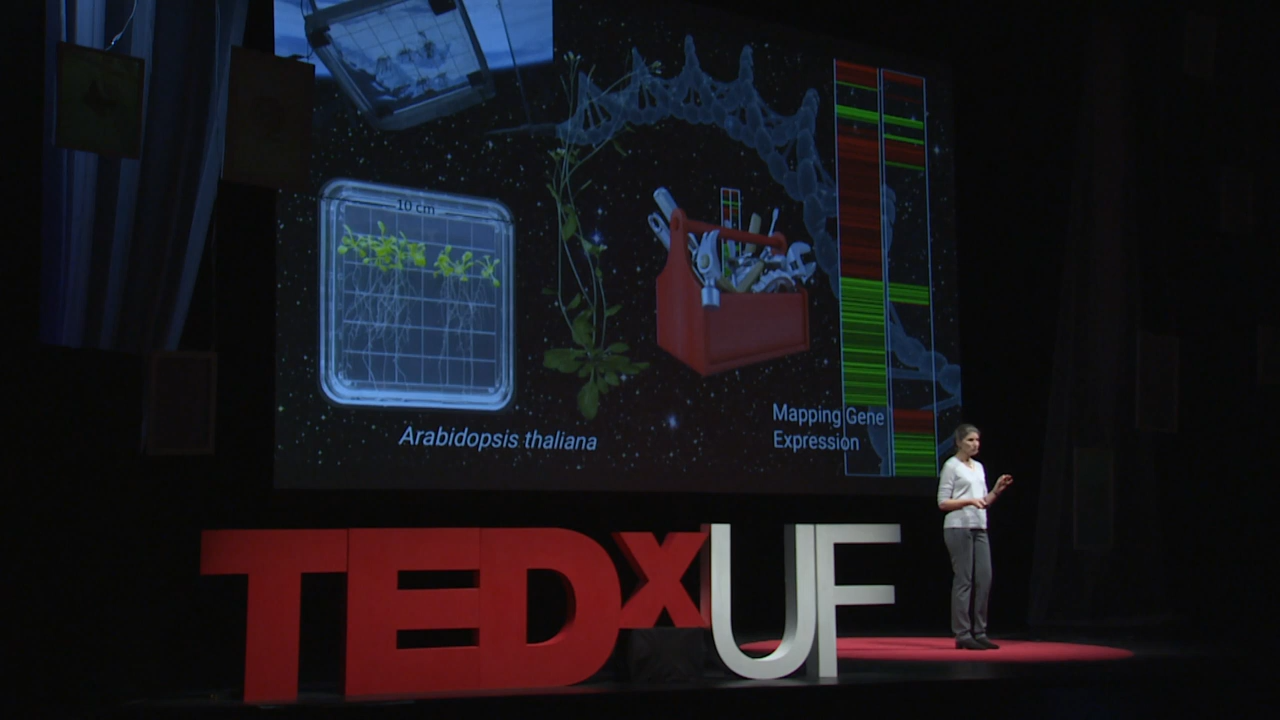 10 cm
Arabidopsis thaliana
Mapping Gene
Expression
TEDxUF